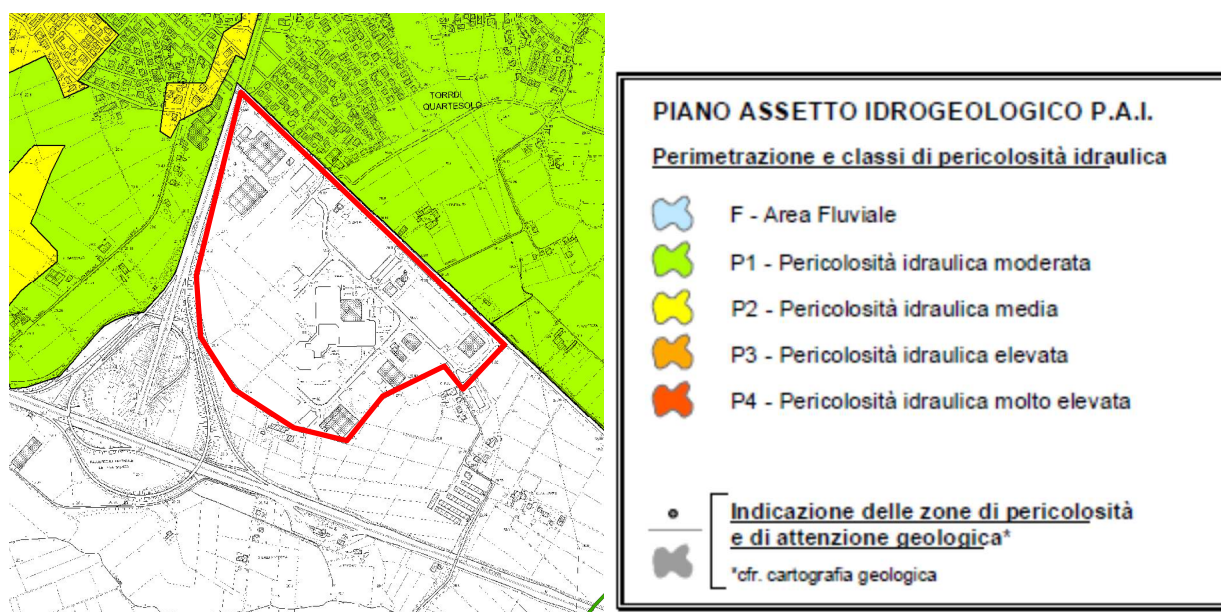 TORRDI
QUARTESOLO
PIANO ASSETTO IDROGEOLOGICO P.A.I.
Perimetrazione e classi di pericolosità idraulica
F - Area Fluviale
P1 - Pericolosità idraulica moderata
P2 - Pericolosità idraulica media
P3 - Pericolosità idraulica elevata
P4 - Pericolosità idraulica molto elevata
Indicazione delle zone di pericolosità
e di attenzione geologica*
*cfr. cartografia geologica